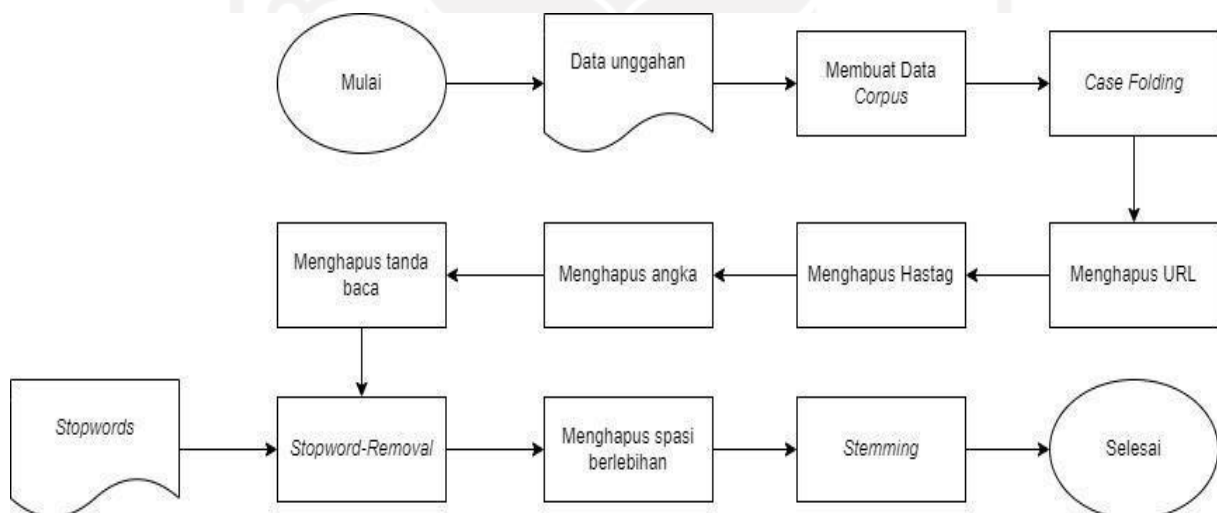 Mulai
Data unggahan
Membuat Data
Corpus
Case Folding
Menghapus URL
Menghapus Hastag
Menghapus angka
Menghapus tanda
baca
Stopwords
Stopword-Removal
Menghapus spasi
berlebihan
Stemming
Selesai